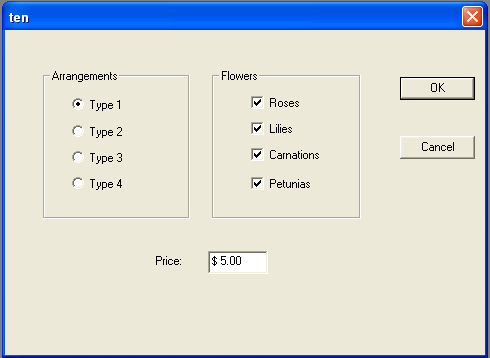 ten
Arrangements
Type 1
Type 2
Type 3
Type 4
Flowers
Roses
Lilies
Carnations
Petunias
OK
Cancel
Price:
$ 5.00